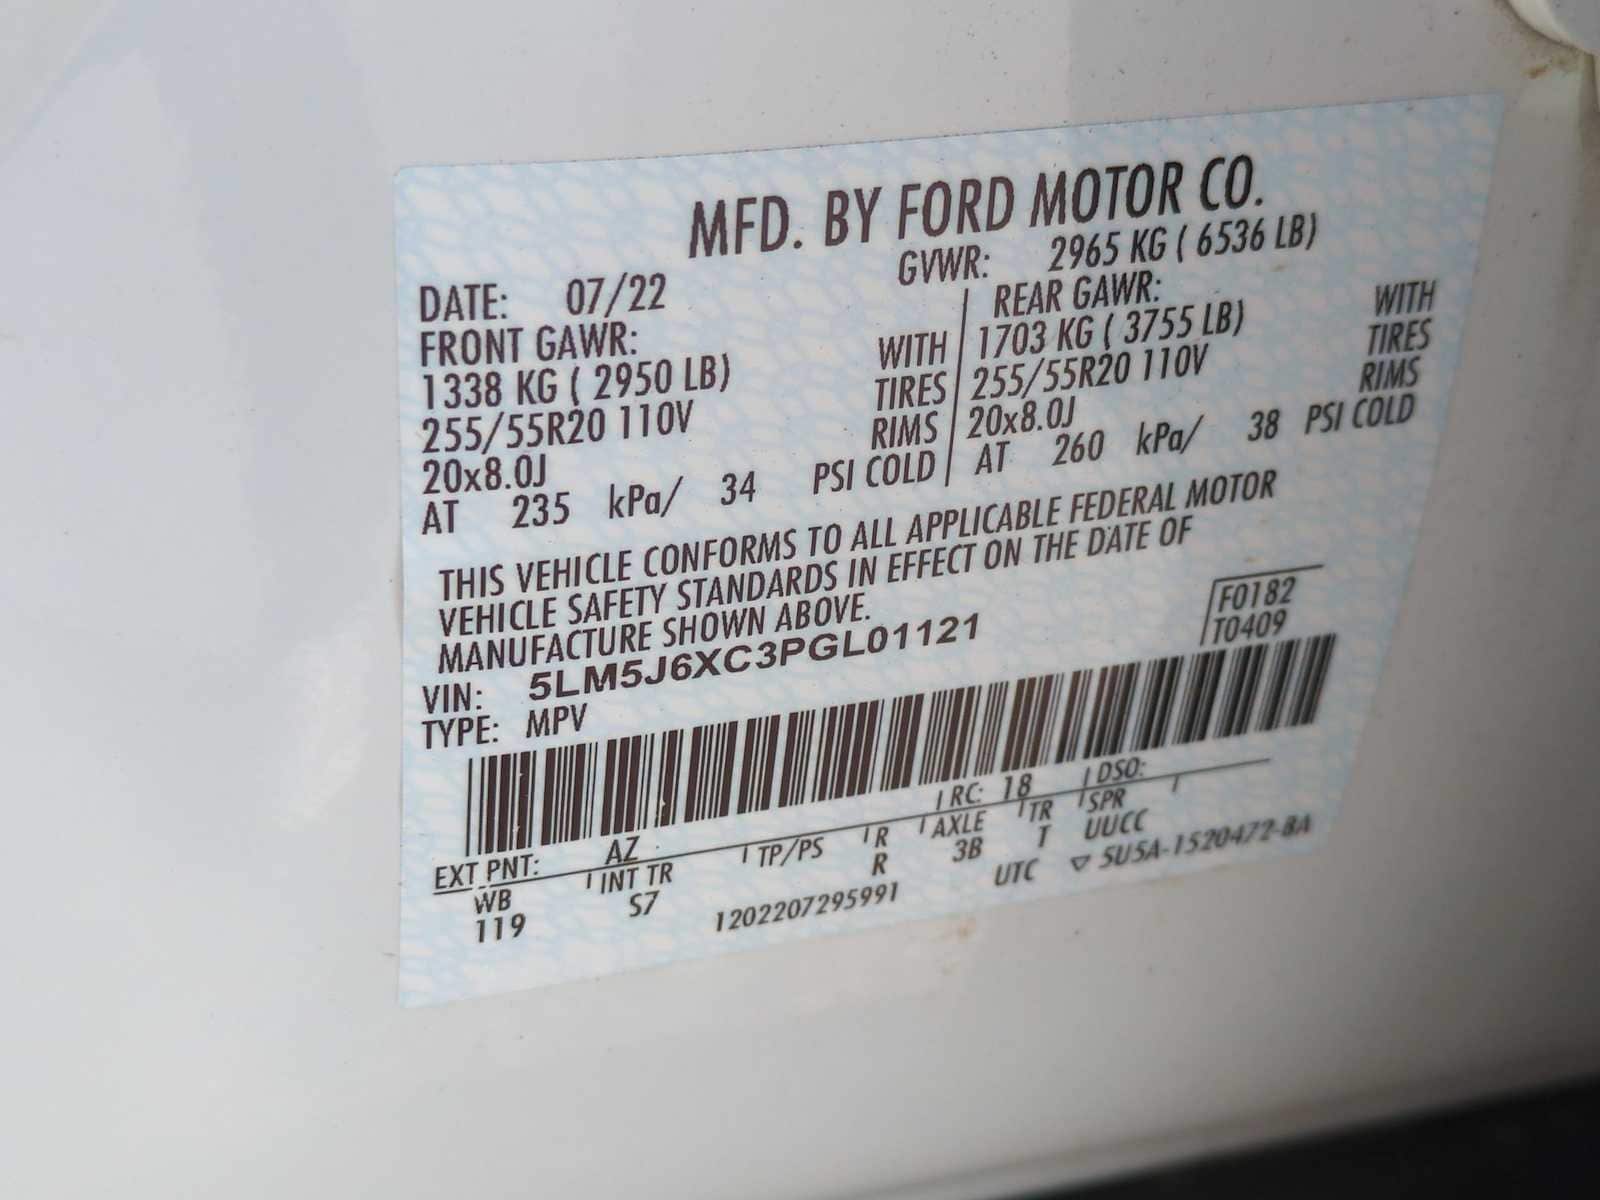 MFD. BY FORD MOTOR CO.
DATE: 07/22 GVWR: 2965 KG ( 6536 LB)
FRONT GAWR: REAR GAWR:
1338 KG ( 2950 LB) WITH 1703 KG ( 3755 LB) WITH
255/55R20 110V TIRES 255/55R20 110V TIRES
20x8.0J RIMS 20x8.0J RIMS
AT 235 kPa/ 34 PSI COLD AT 260 kPa/ 38 PSI COLD
THIS VEHICLE CONFORMS TO ALL APPLICABLE FEDERAL MOTOR
VEHICLE SAFETY STANDARDS IN EFFECT ON THE DATE OF
MANUFACTURE SHOWN ABOVE.
F0182
T0409
VIN: 5LM5J6XC3PGL01121
TYPE: MPV
EXT PNT: AZ RC: 18 DSO:
WB INT TR TP/PS R AXLE TR SPR
119 S7 R 3B T UUCC
1202207295991 UTC ▽ 5U5A-1520472-BA